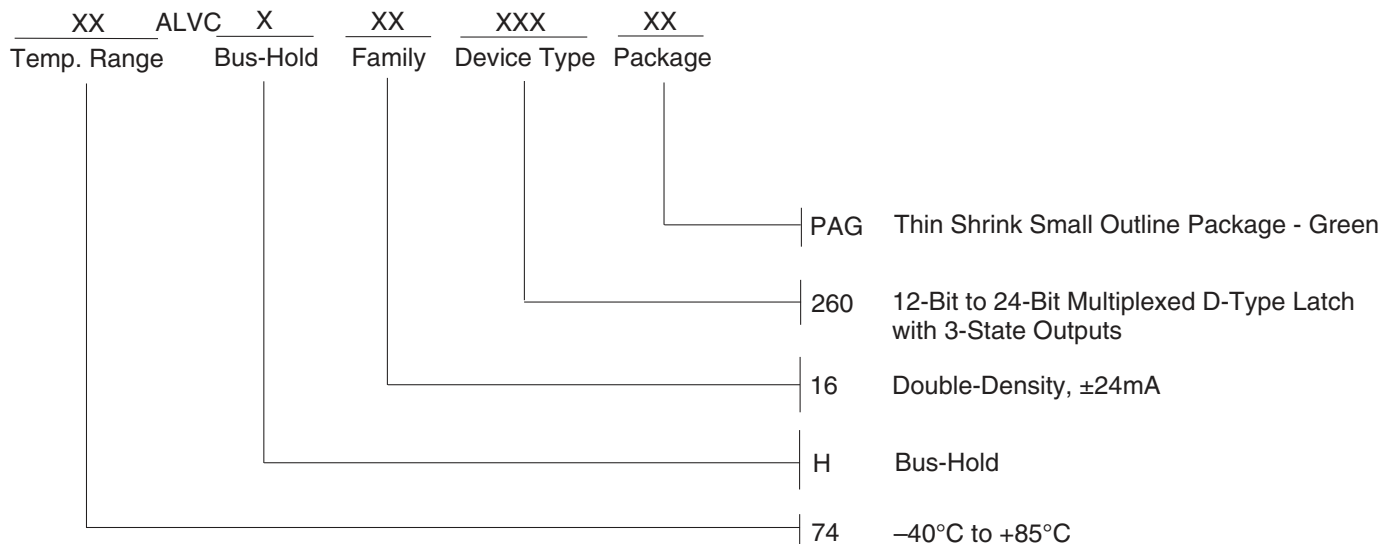 XX ALVC X XX XXX XX
Temp. Range Bus-Hold Family Device Type Package
PAG Thin Shrink Small Outline Package - Green
260 12-Bit to 24-Bit Multiplexed D-Type Latch
with 3-State Outputs
16 Double-Density, ±24mA
H Bus-Hold
74 –40°C to +85°C